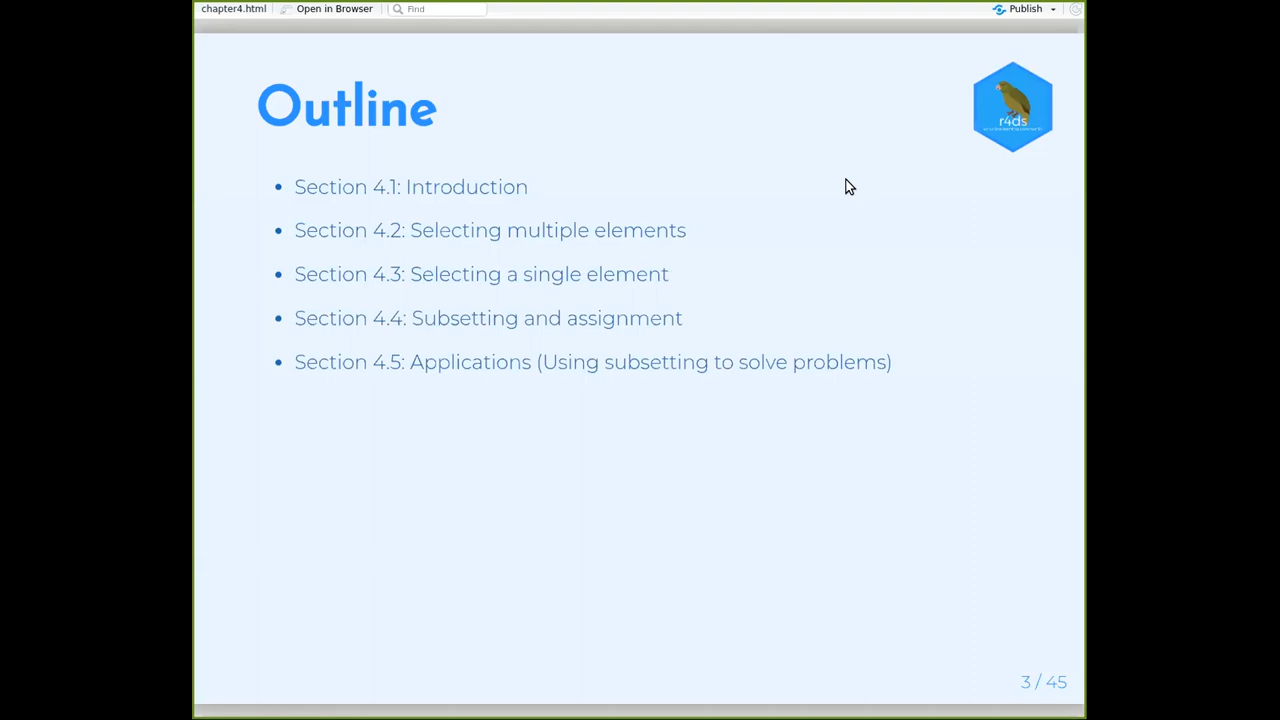 chapter4.html Open in Browser Find Publish
Outline
r4ds
Section 4.1: Introduction
Section 4.2: Selecting multiple elements
Section 4.3: Selecting a single element
Section 4.4: Subsetting and assignment
Section 4.5: Applications (Using subsetting to solve problems)
3 / 45